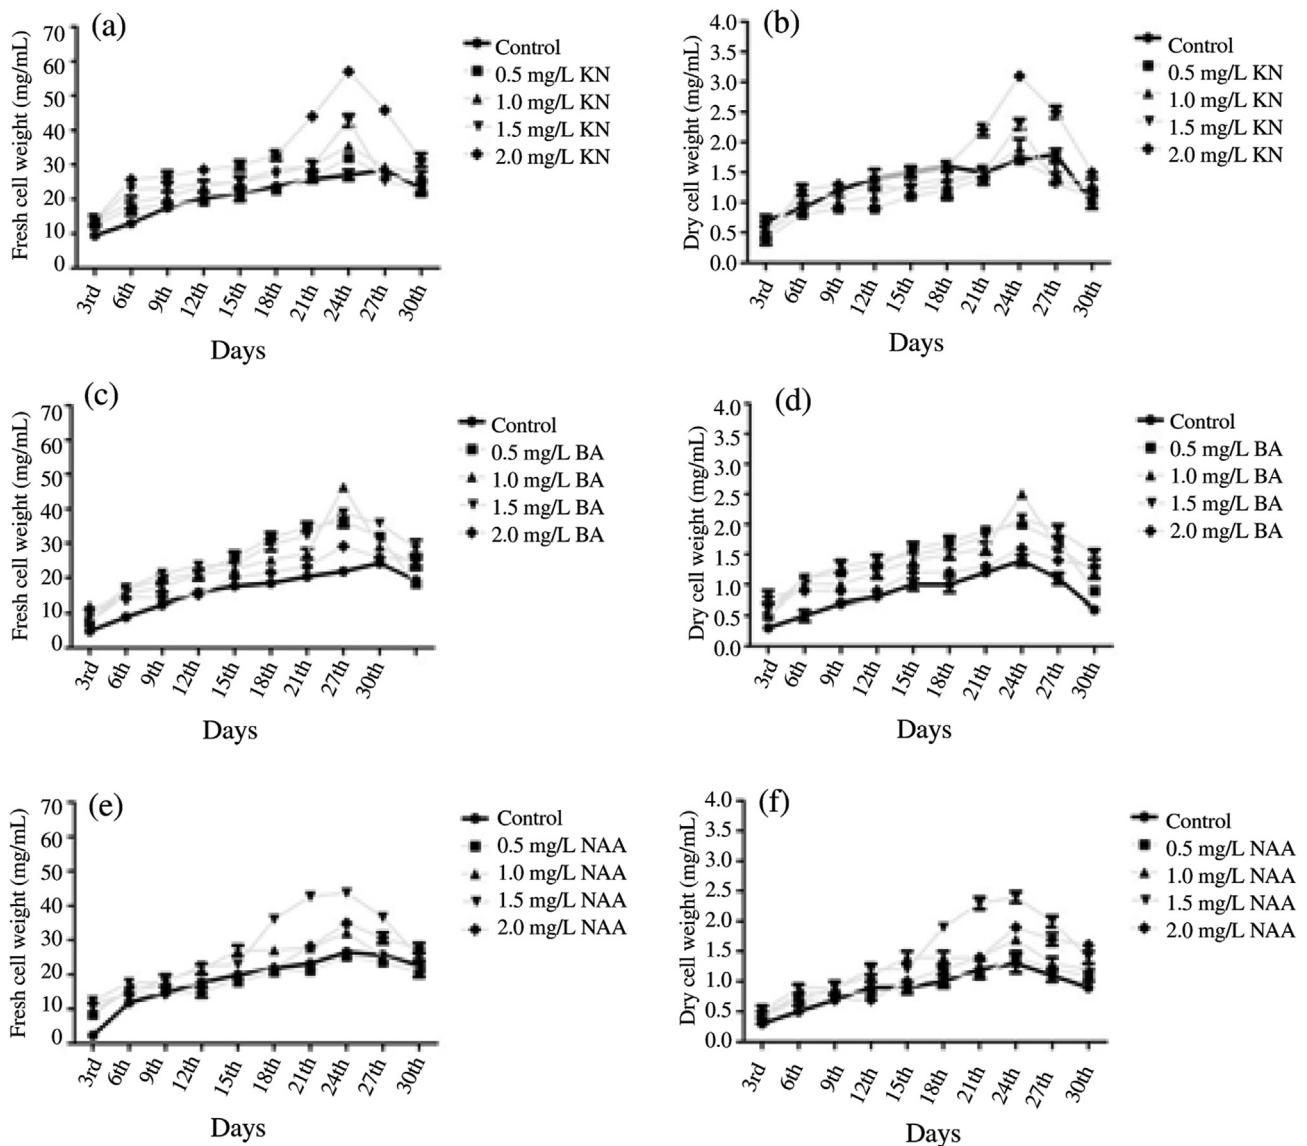 (a)
Fresh cell weight (mg/mL)
70
60
50
40
30
20
10
0
3rd 6th 9th 12th 15th 18th 21th 24th 27th 30th
Days
Control
0.5 mg/L KN
1.0 mg/L KN
1.5 mg/L KN
2.0 mg/L KN
(b)
Dry cell weight (mg/mL)
4.0
3.5
3.0
2.5
2.0
1.5
1.0
0.5
0.0
3rd 6th 9th 12th 15th 18th 21th 24th 27th 30th
Days
Control
0.5 mg/L KN
1.0 mg/L KN
1.5 mg/L KN
2.0 mg/L KN
(c)
Fresh cell weight (mg/mL)
70
60
50
40
30
20
10
0
3rd 6th 9th 12th 15th 18th 21th 27th 30th
Days
Control
0.5 mg/L BA
1.0 mg/L BA
1.5 mg/L BA
2.0 mg/L BA
(d)
Dry cell weight (mg/mL)
4.0
3.5
3.0
2.5
2.0
1.5
1.0
0.5
0.0
3rd 6th 9th 12th 15th 18th 21th 24th 27th 30th
Days
Control
0.5 mg/L BA
1.0 mg/L BA
1.5 mg/L BA
2.0 mg/L BA
(e)
Fresh cell weight (mg/mL)
70
60
50
40
30
20
10
0
3rd 6th 9th 12th 15th 18th 21th 24th 27th 30th
Days
Control
0.5 mg/L NAA
1.0 mg/L NAA
1.5 mg/L NAA
2.0 mg/L NAA
(f)
Dry cell weight (mg/mL)
4.0
3.5
3.0
2.5
2.0
1.5
1.0
0.5
0.0
3rd 6th 9th 12th 15th 18th 21th 24th 27th 30th
Days
Control
0.5 mg/L NAA
1.0 mg/L NAA
1.5 mg/L NAA
2.0 mg/L NAA